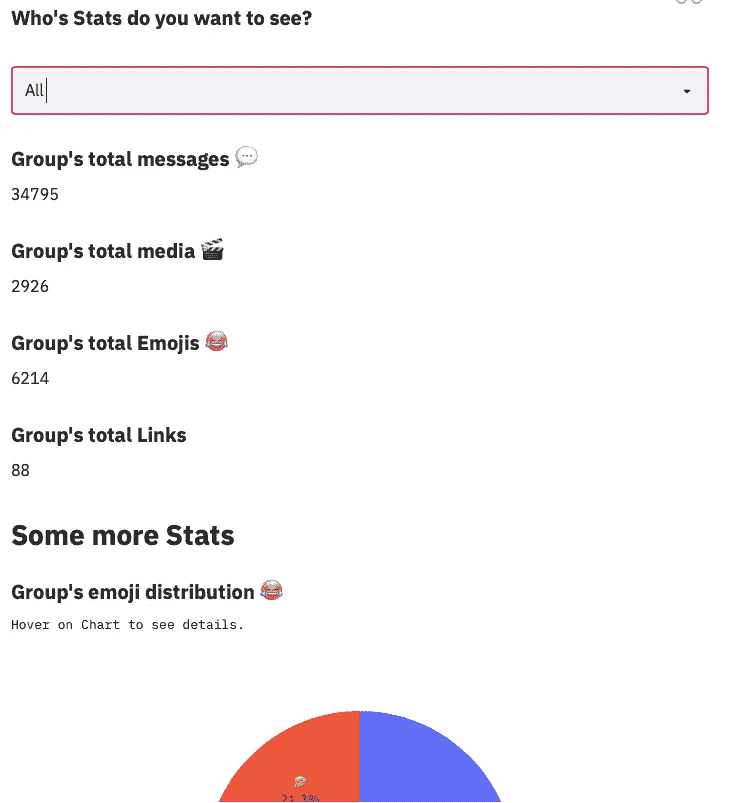 Who's Stats do you want to see?
All
Group's total messages 💬
34795
Group's total media 🎬
2926
Group's total Emojis 😂
6214
Group's total Links
88
Some more Stats
Group's emoji distribution 😂
Hover on Chart to see details.
21.3%